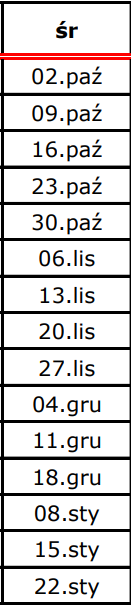 śr
02.paź
09.paź
16.paź
23.paź
30.paź
06.lis
13.lis
20.lis
27.lis
04.gru
11.gru
18.gru
08.sty
15.sty
22.sty